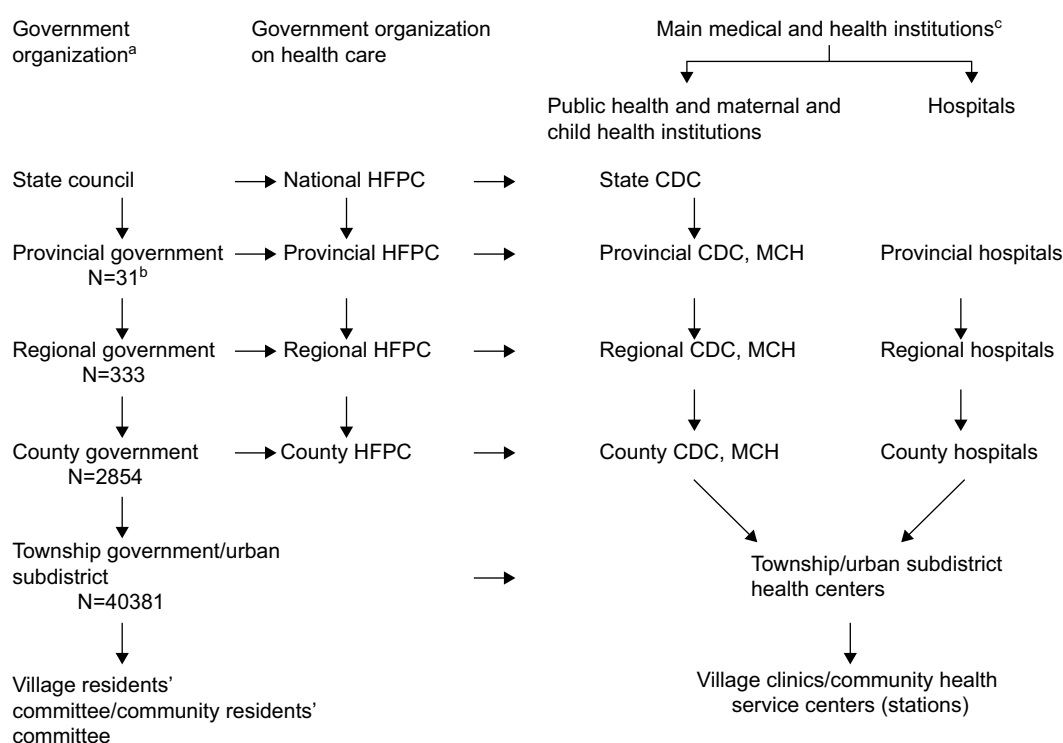 Government
organizationᵃ
Government organization
on health care
Main medical and health institutionsᶜ
Public health and maternal and
child health institutions
Hospitals
State council
National HFPC
State CDC
Provincial government
N=31ᵇ
Provincial HFPC
Provincial CDC, MCH
Provincial hospitals
Regional government
N=333
Regional HFPC
Regional CDC, MCH
Regional hospitals
County government
N=2854
County HFPC
County CDC, MCH
County hospitals
Township government/urban
subdistrict
N=40381
Township/urban subdistrict
health centers
Village residents’
committee/community residents’
committee
Village clinics/community health
service centers (stations)